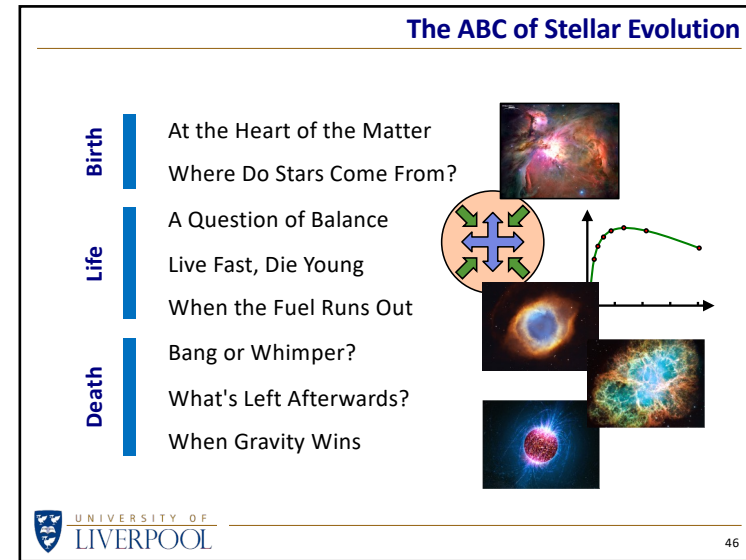 The ABC of Stellar Evolution
Birth
At the Heart of the Matter
Where Do Stars Come From?
Life
A Question of Balance
Live Fast, Die Young
When the Fuel Runs Out
Death
Bang or Whimper?
What's Left Afterwards?
When Gravity Wins
UNIVERSITY OF
LIVERPOOL
46